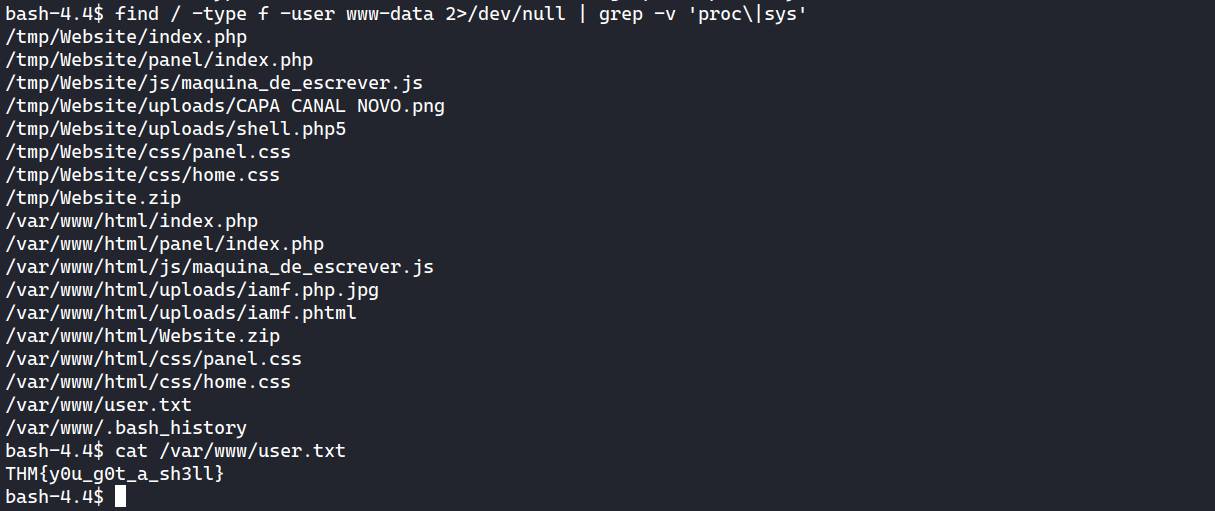 bash-4.4$ find / -type f -user www-data 2>/dev/null | grep -v 'proc\|sys'
/tmp/Website/index.php
/tmp/Website/panel/index.php
/tmp/Website/js/maquina_de_escrever.js
/tmp/Website/uploads/CAPA CANAL NOVO.png
/tmp/Website/uploads/shell.php5
/tmp/Website/css/panel.css
/tmp/Website/css/home.css
/tmp/Website.zip
/var/www/html/index.php
/var/www/html/panel/index.php
/var/www/html/js/maquina_de_escrever.js
/var/www/html/uploads/iamf.php.jpg
/var/www/html/uploads/iamf.phtml
/var/www/html/Website.zip
/var/www/html/css/panel.css
/var/www/html/css/home.css
/var/www/user.txt
/var/www/.bash_history
bash-4.4$ cat /var/www/user.txt
THM{y0u_g0t_a_sh3ll}
bash-4.4$